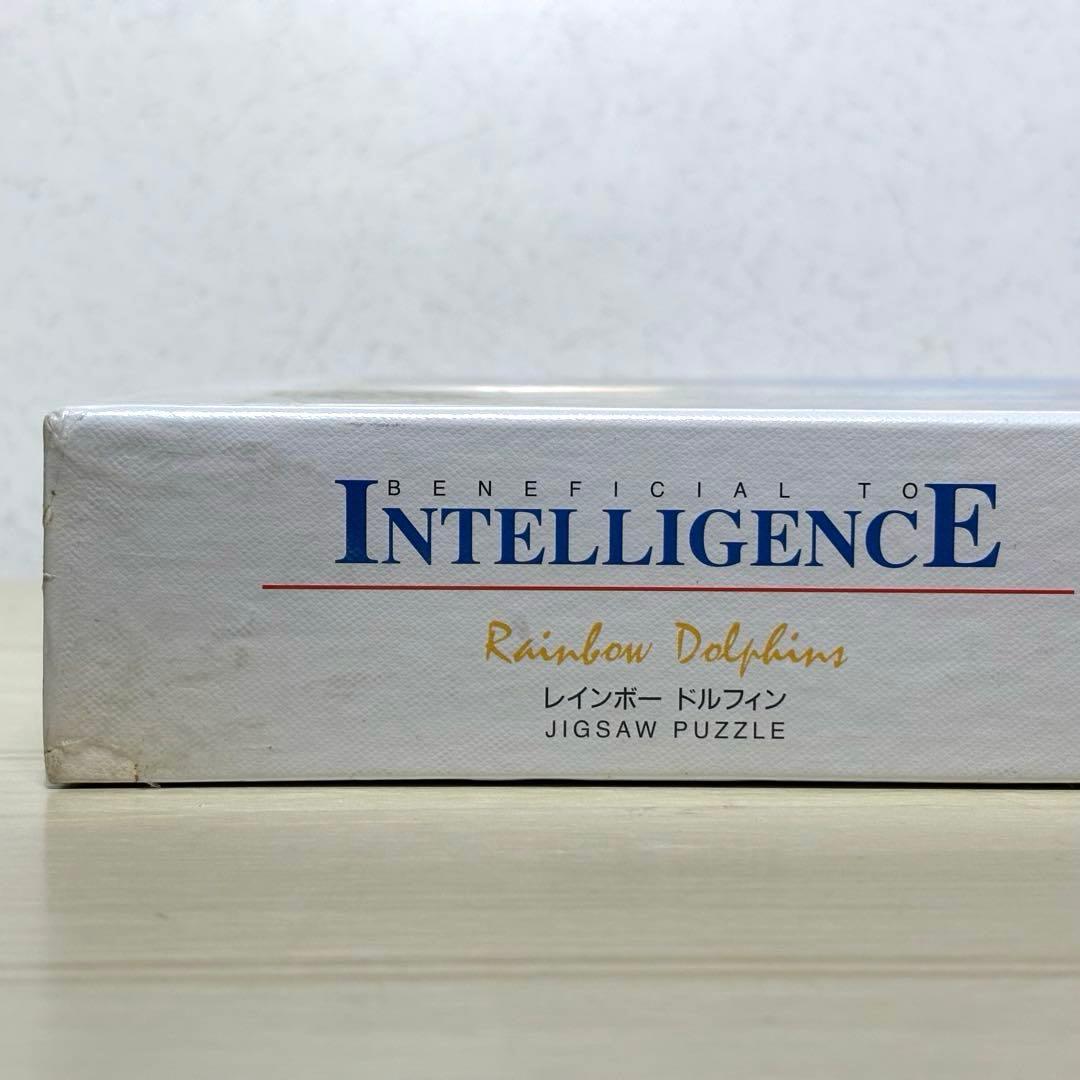 BENEFICIAL TO
INTELLIGENCE
Rainbow Dolphins
レインボー ドルフィン
JIGSAW PUZZLE